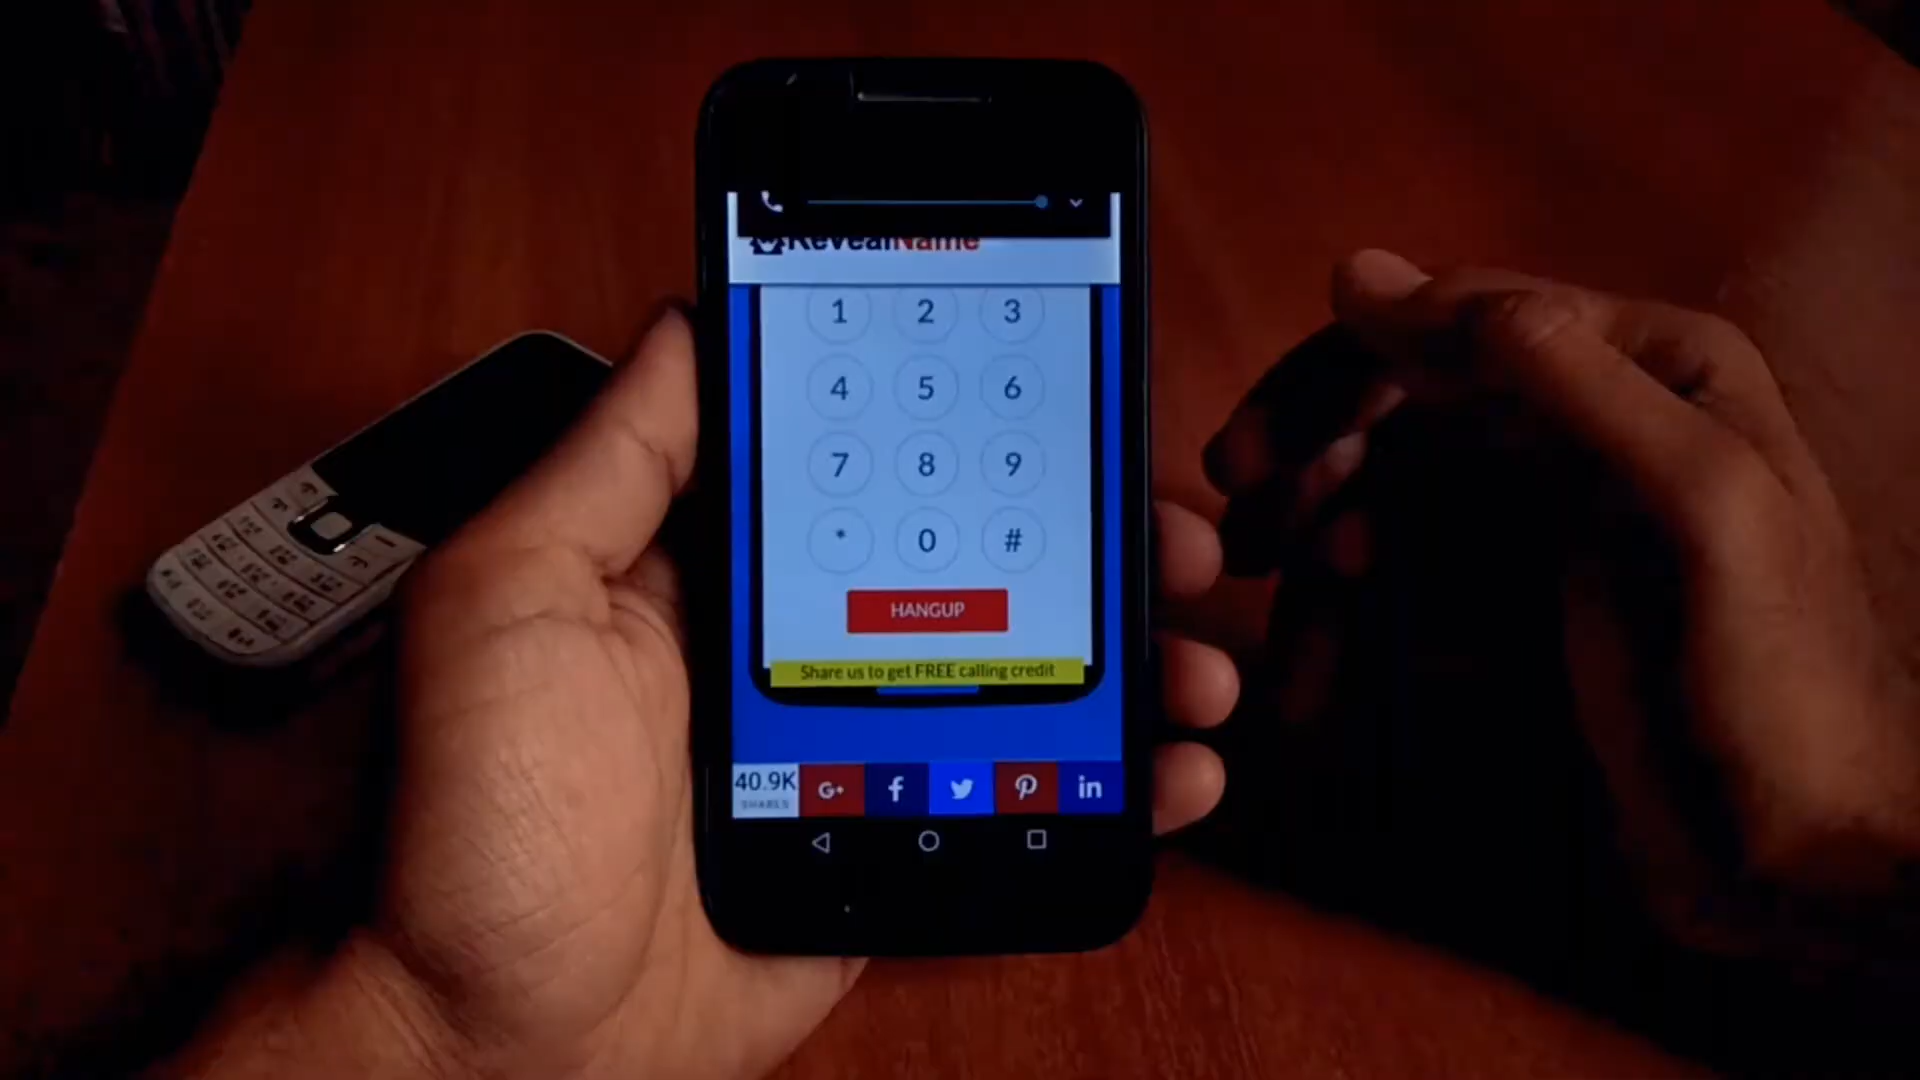 RevealName
1 2 3
4 5 6
7 8 9
* 0 #
HANGUP
Share us to get FREE calling credit
40.9K G+ f in
SHARES